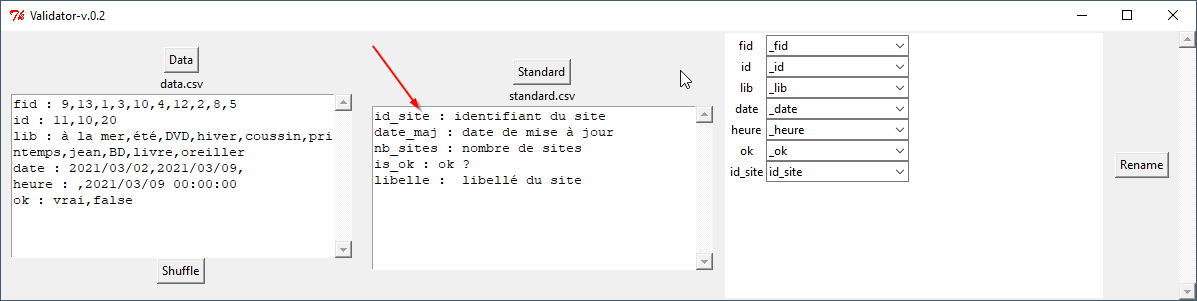 Validator-v.0.2
Data
data.csv
fid : 9,13,1,3,10,4,12,2,8,5
id : 11,10,20
lib : à la mer,été,DVD,hiver,coussin,pri
ntemps,jean,BD,livre,oreiller
date : 2021/03/02,2021/03/09,
heure : ,2021/03/09 00:00:00
ok : vrai,false
Shuffle
Standard
standard.csv
id_site : identifiant du site
date_maj : date de mise à jour
nb_sites : nombre de sites
is_ok : ok ?
libelle :  libellé du site
fid _fid
id _id
lib _lib
date _date
heure _heure
ok _ok
id_site id_site
Rename